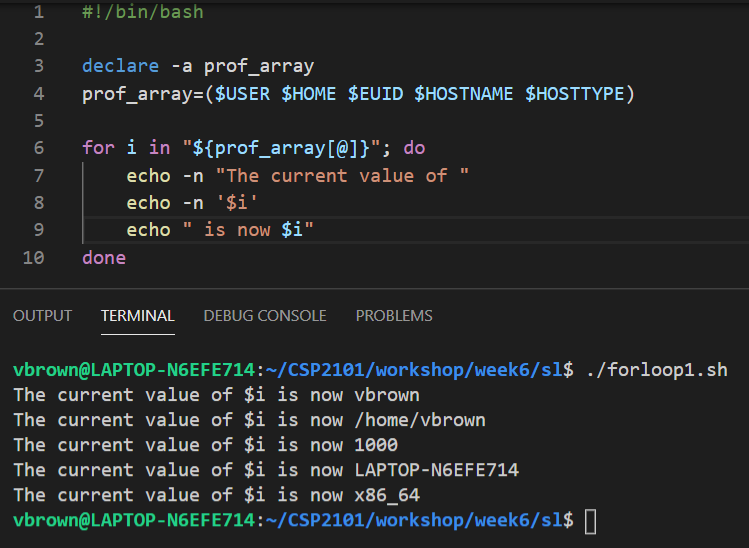 1 #!/bin/bash
2
3 declare -a prof_array
4 prof_array=($USER $HOME $EUID $HOSTNAME $HOSTTYPE)
5
6 for i in "${prof_array[@]}"; do
7     echo -n "The current value of "
8     echo -n '$i'
9     echo " is now $i"
10 done
OUTPUT TERMINAL DEBUG CONSOLE PROBLEMS
vbrown@LAPTOP-N6EFE714:~/CSP2101/workshop/week6/sl$ ./forloop1.sh
The current value of $i is now vbrown
The current value of $i is now /home/vbrown
The current value of $i is now 1000
The current value of $i is now LAPTOP-N6EFE714
The current value of $i is now x86_64
vbrown@LAPTOP-N6EFE714:~/CSP2101/workshop/week6/sl$